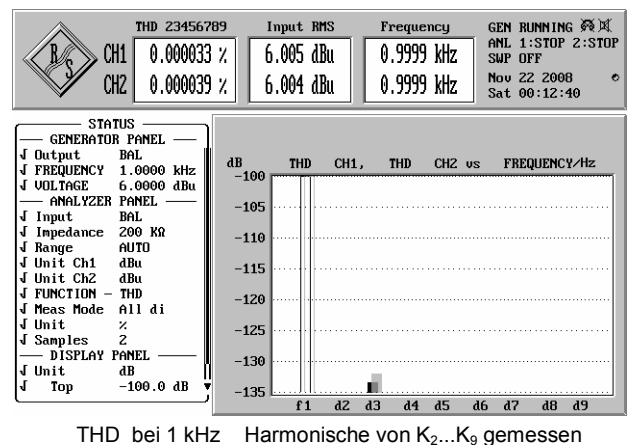 THD 23456789 Input RMS Frequency GEN RUNNING
R&S CH1 0.000033 % 6.005 dBu 0.9999 kHz ANL 1:STOP 2:STOP
SWP OFF
CH2 0.000039 % 6.004 dBu 0.9999 kHz Nov 22 2008
Sat 00:12:40
STATUS
GENERATOR PANEL
Output BAL
FREQUENCY 1.0000 kHz
VOLTAGE 6.0000 dBu
ANALYZER PANEL
Input BAL
Impedance 200 KΩ
Range AUTO
Unit Ch1 dBu
Unit Ch2 dBu
FUNCTION - THD
Meas Mode All di
Unit %
Samples 2
DISPLAY PANEL
Unit dB
Top -100.0 dB
dB THD CH1, THD CH2 vs FREQUENCY/Hz
-100
-105
-110
-115
-120
-125
-130
-135
f1 d2 d3 d4 d5 d6 d7 d8 d9
THD bei 1 kHz Harmonische von K₂...K₉ gemessen